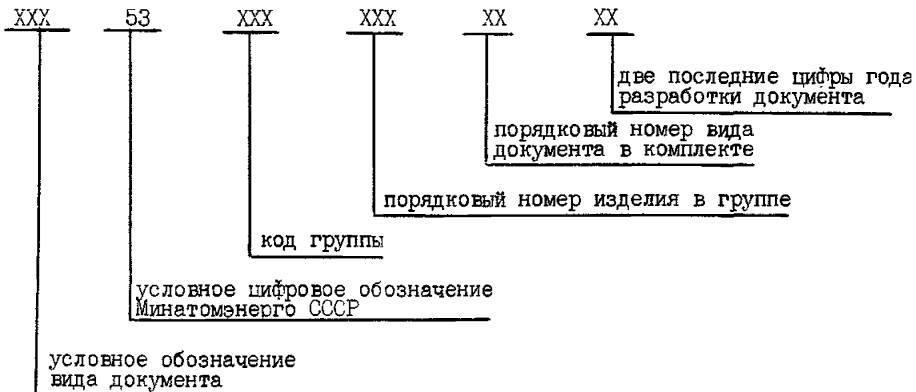 XXX 53 XXX XXX XX XX
две последние цифры года
разработки документа
порядковый номер вида
документа в комплекте
порядковый номер изделия в группе
код группы
условное цифровое обозначение
Минатомэнерго СССР
условное обозначение
вида документа